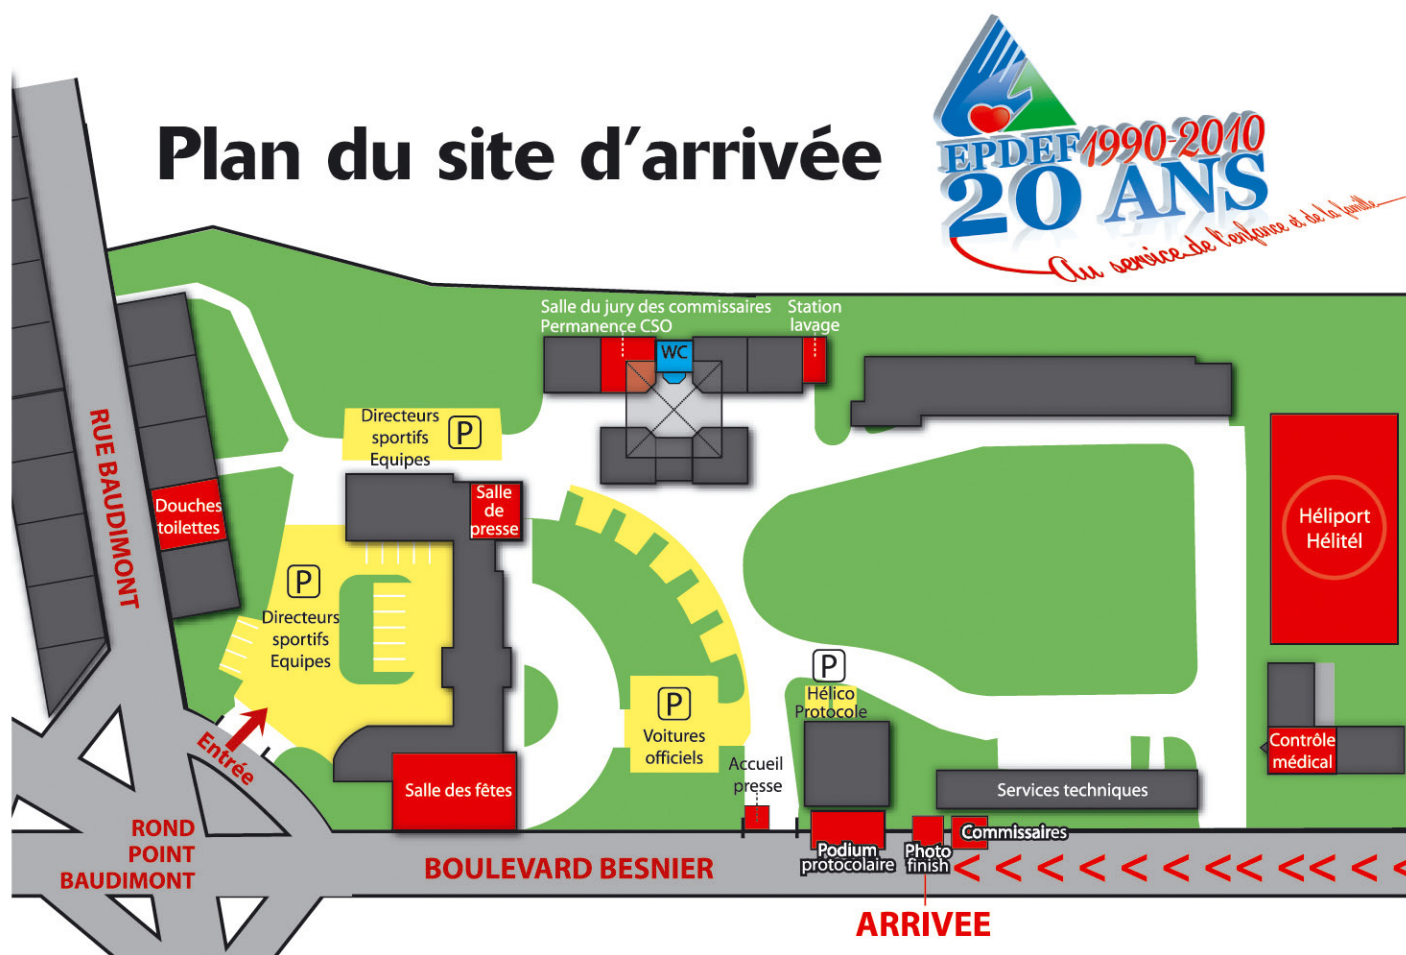 Plan du site d'arrivée
EPDEF 1990-2010
20 ANS
Au service de l'enfance et de la famille
Salle du jury des commissaires
Permanence CSO
Station
lavage
WC
RUE BAUDIMONT
Directeurs
sportifs
Equipes
P
Douches
toilettes
Salle
de
presse
Héliport
Hélitél
P
Directeurs
sportifs
Equipes
P
Hélico
Protocole
P
Voitures
officiels
Entrée
Contrôle
médical
Accueil
presse
Salle des fêtes
Services techniques
ROND
POINT
BAUDIMONT
BOULEVARD BESNIER
Podium
protocolaire
Photo
finish
Commissaires
< < < < < < < < < <
ARRIVEE